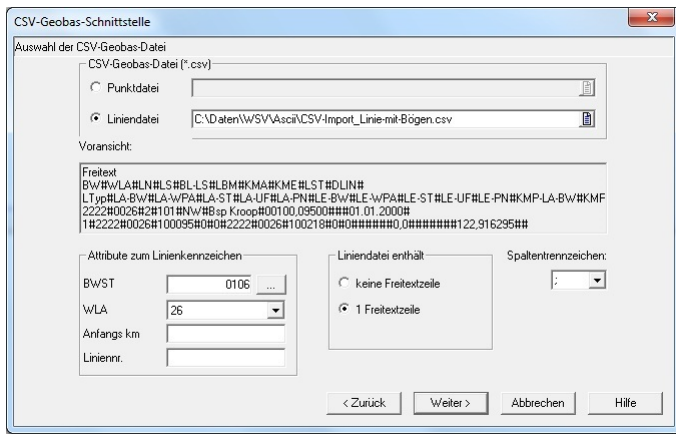 CSV-Geobas-Schnittstelle
Auswahl der CSV-Geobas-Datei
CSV-Geobas-Datei (*.csv)
Punktdatei
Liniendatei
C:\Daten\WSV\Ascii\CSV-Import_Linie-mit-Bögen.csv
Voransicht:
Freitext
BW#WLA#LN#LS#BL-LS#LBM#KMA#KME#LST#DLIN#
LTyp#LA-BW#LA-WPA#LA-ST#LA-UF#LA-PN#LE-BW#LE-WPA#LE-ST#LE-UF#LE-PN#KMP-LA-BW#KMF
2222#0026#2#101#NW#Bsp Kroop#00100,09500###01.01.2000#
1#2222#0026#100095#0#0#2222#0026#100218#0#0######0,0#######122,916295##
Attribute zum Linienkennzeichen
BWST
0106
...
WLA
26
Anfangs km
Liniennr.
Liniendatei enthält
keine Freitextzeile
1 Freitextzeile
Spaltentrennzeichen:
;
< Zurück
Weiter >
Abbrechen
Hilfe